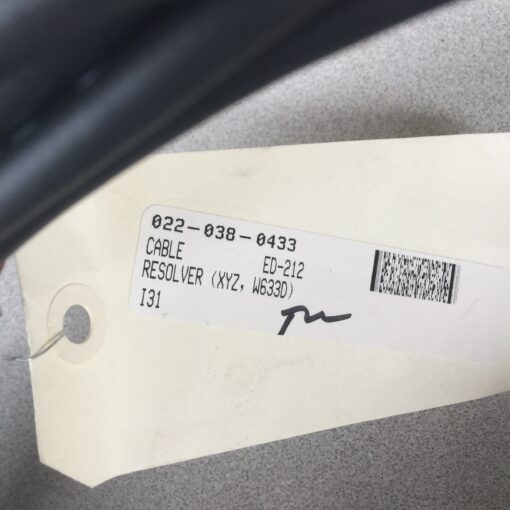 022-038-0433
CABLE ED-212
RESOLVER (XYZ, W633D)
I31